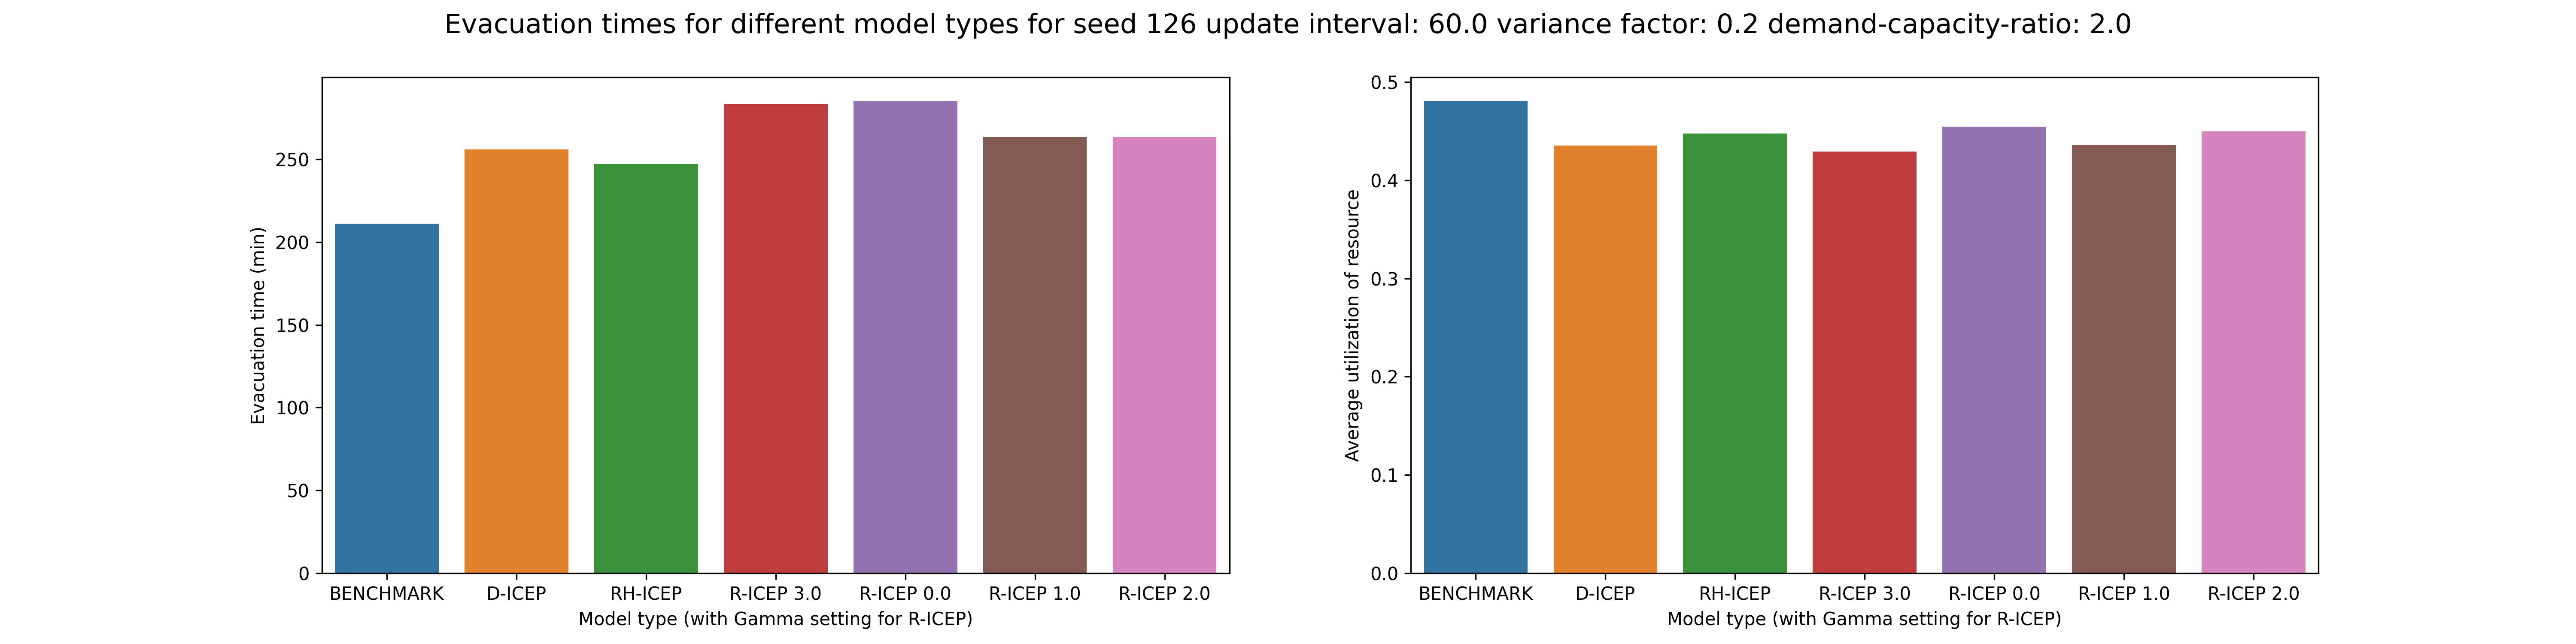 Evacuation times for different model types for seed 126 update interval: 60.0 variance factor: 0.2 demand-capacity-ratio: 2.0
Evacuation time (min)
250
200
150
100
50
0
BENCHMARK D-ICEP RH-ICEP R-ICEP 3.0 R-ICEP 0.0 R-ICEP 1.0 R-ICEP 2.0
Model type (with Gamma setting for R-ICEP)
Average utilization of resource
0.5
0.4
0.3
0.2
0.1
0.0
BENCHMARK D-ICEP RH-ICEP R-ICEP 3.0 R-ICEP 0.0 R-ICEP 1.0 R-ICEP 2.0
Model type (with Gamma setting for R-ICEP)